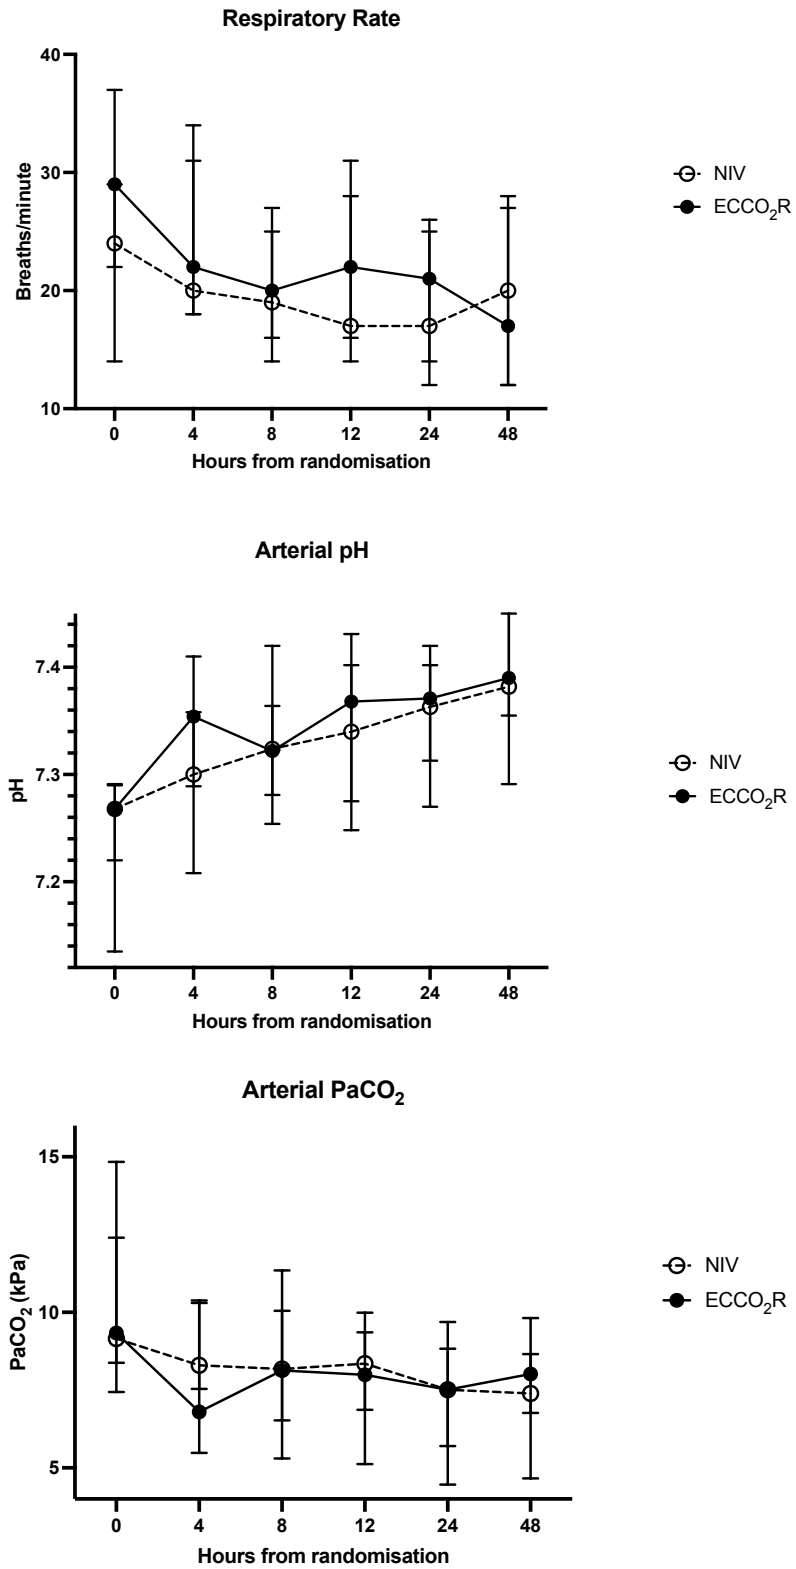 Respiratory Rate
40
30
20
10
Breaths/minute
0 4 8 12 24 48
Hours from randomisation
NIV
ECCO₂R
Arterial pH
7.4
7.3
7.2
pH
0 4 8 12 24 48
Hours from randomisation
NIV
ECCO₂R
Arterial PaCO₂
15
10
5
PaCO₂ (kPa)
0 4 8 12 24 48
Hours from randomisation
NIV
ECCO₂R